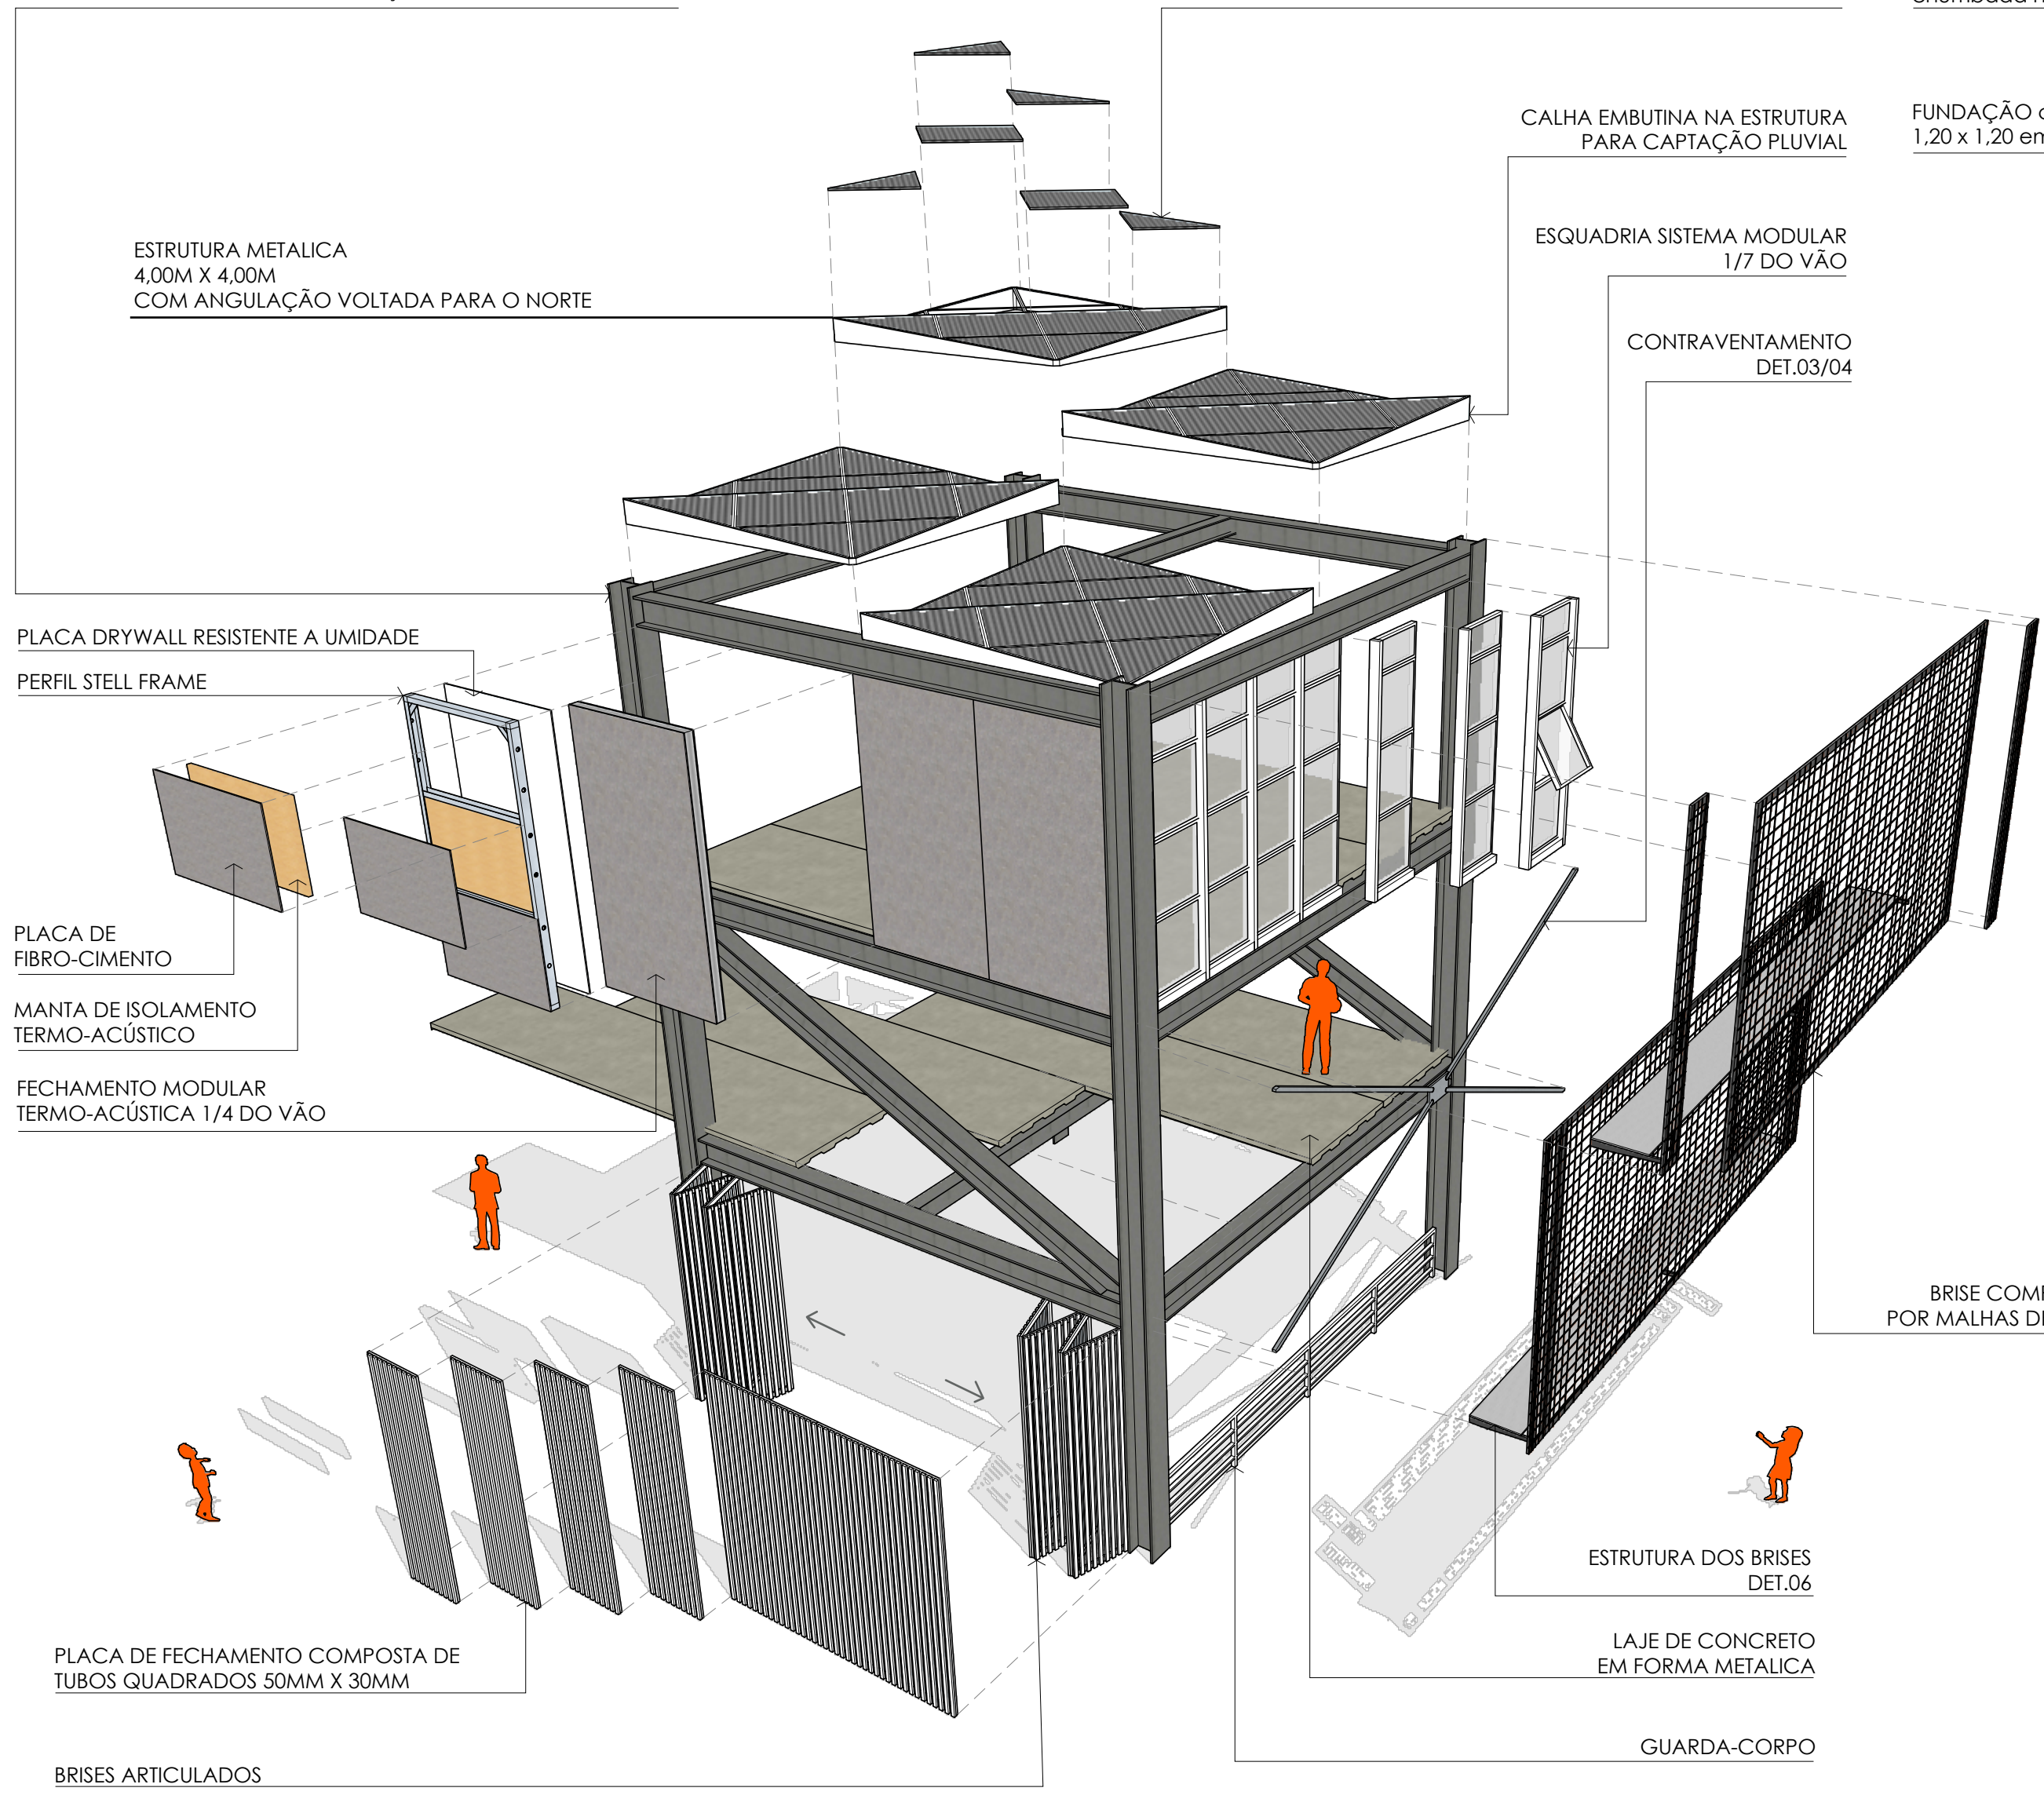 CALHA EMBUTINA NA ESTRUTURA
PARA CAPTAÇÃO PLUVIAL
FUNDAÇÃO
1,20 x 1,20
ESTRUTURA METALICA
4,00M X 4,00M
COM ANGULAÇÃO VOLTADA PARA O NORTE
ESQUADRIA SISTEMA MODULAR
1/7 DO VÃO
CONTRAVENTAMENTO
DET.03/04
PLACA DRYWALL RESISTENTE A UMIDADE
PERFIL STELL FRAME
PLACA DE
FIBRO-CIMENTO
MANTA DE ISOLAMENTO
TERMO-ACÚSTICO
FECHAMENTO MODULAR
TERMO-ACÚSTICA 1/4 DO VÃO
BRISE
POR MALHAS
ESTRUTURA DOS BRISES
DET.06
LAJE DE CONCRETO
EM FORMA METALICA
PLACA DE FECHAMENTO COMPOSTA DE
TUBOS QUADRADOS 50MM X 30MM
GUARDA-CORPO
BRISES ARTICULADOS